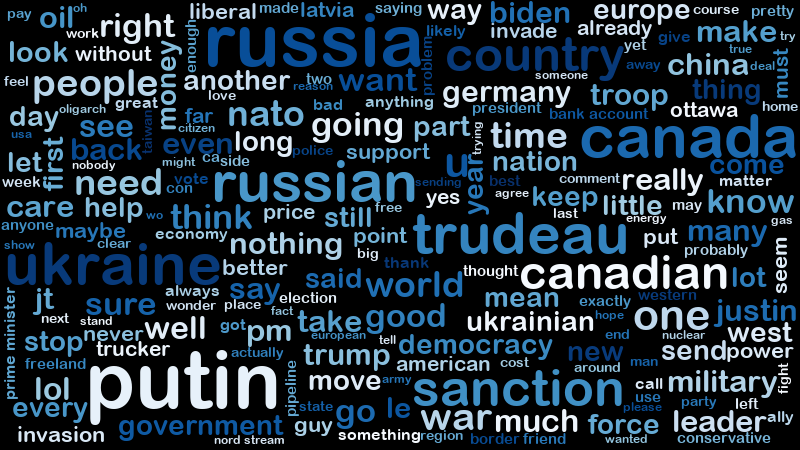 pay oil oh liberal made latvia saying way biden europe course pretty
work right enough russia likely invade already yet give make try
look without money another want problem country someone away china true deal must
feel people great love two reason germany troop thing
oligarch far nato bad anything president bank account ottawa home
day see taiwan citizen going part time canada
usa back even long police support u trying nation come
let first nobody might ca side russian sending best comment really matter
week need vote con year agree keep little may know
care help wo think price still free yes last energy gas
anyone maybe economy nothing point trudeau put many probably seem
show clear big thank
ukraine better said world thought canadian lot
jt always say election mean exactly western
prime minister sure wonder place fact ukrainian hope one justin
next stand never well got pm take good tell european end nuclear west
stop trucker actually trump democracy new send power
freeland putin pipeline american cost around man
lol move army sanction call military fight
every state go le use please party left
government guy war much force leader ally
invasion nord stream something region border friend wanted conservative